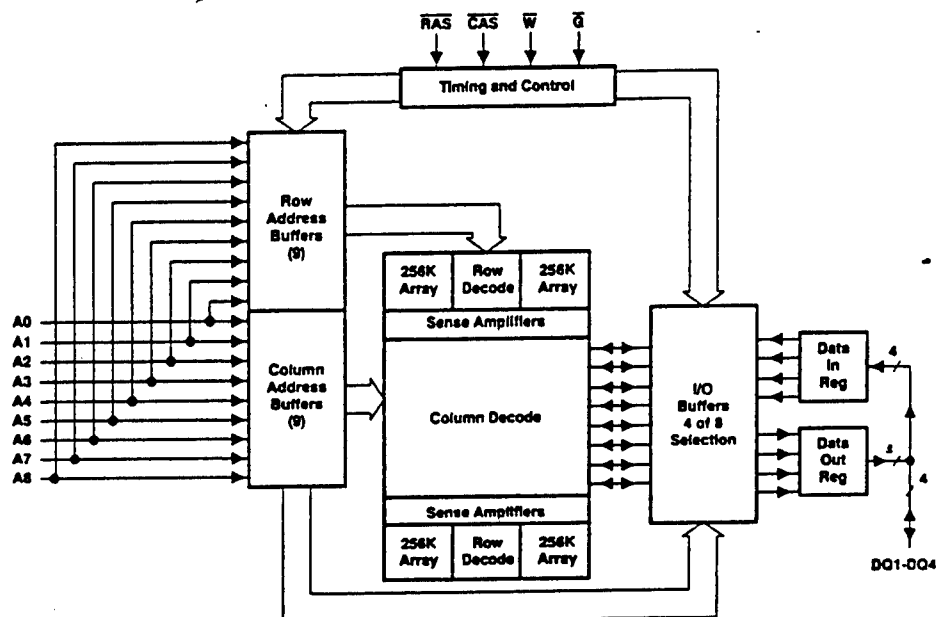 RAS CAS W G
Timing and Control
Row
Address
Buffers
(9)
256K
Array
Row
Decode
256K
Array
Sense Amplifiers
A0
A1
A2
A3
A4
A5
A6
A7
A8
Column
Address
Buffers
(9)
Column Decode
I/O
Buffers
4 of 8
Selection
Data
In
Reg
4
Data
Out
Reg
4
Sense Amplifiers
256K
Array
Row
Decode
256K
Array
DQ1-DQ4